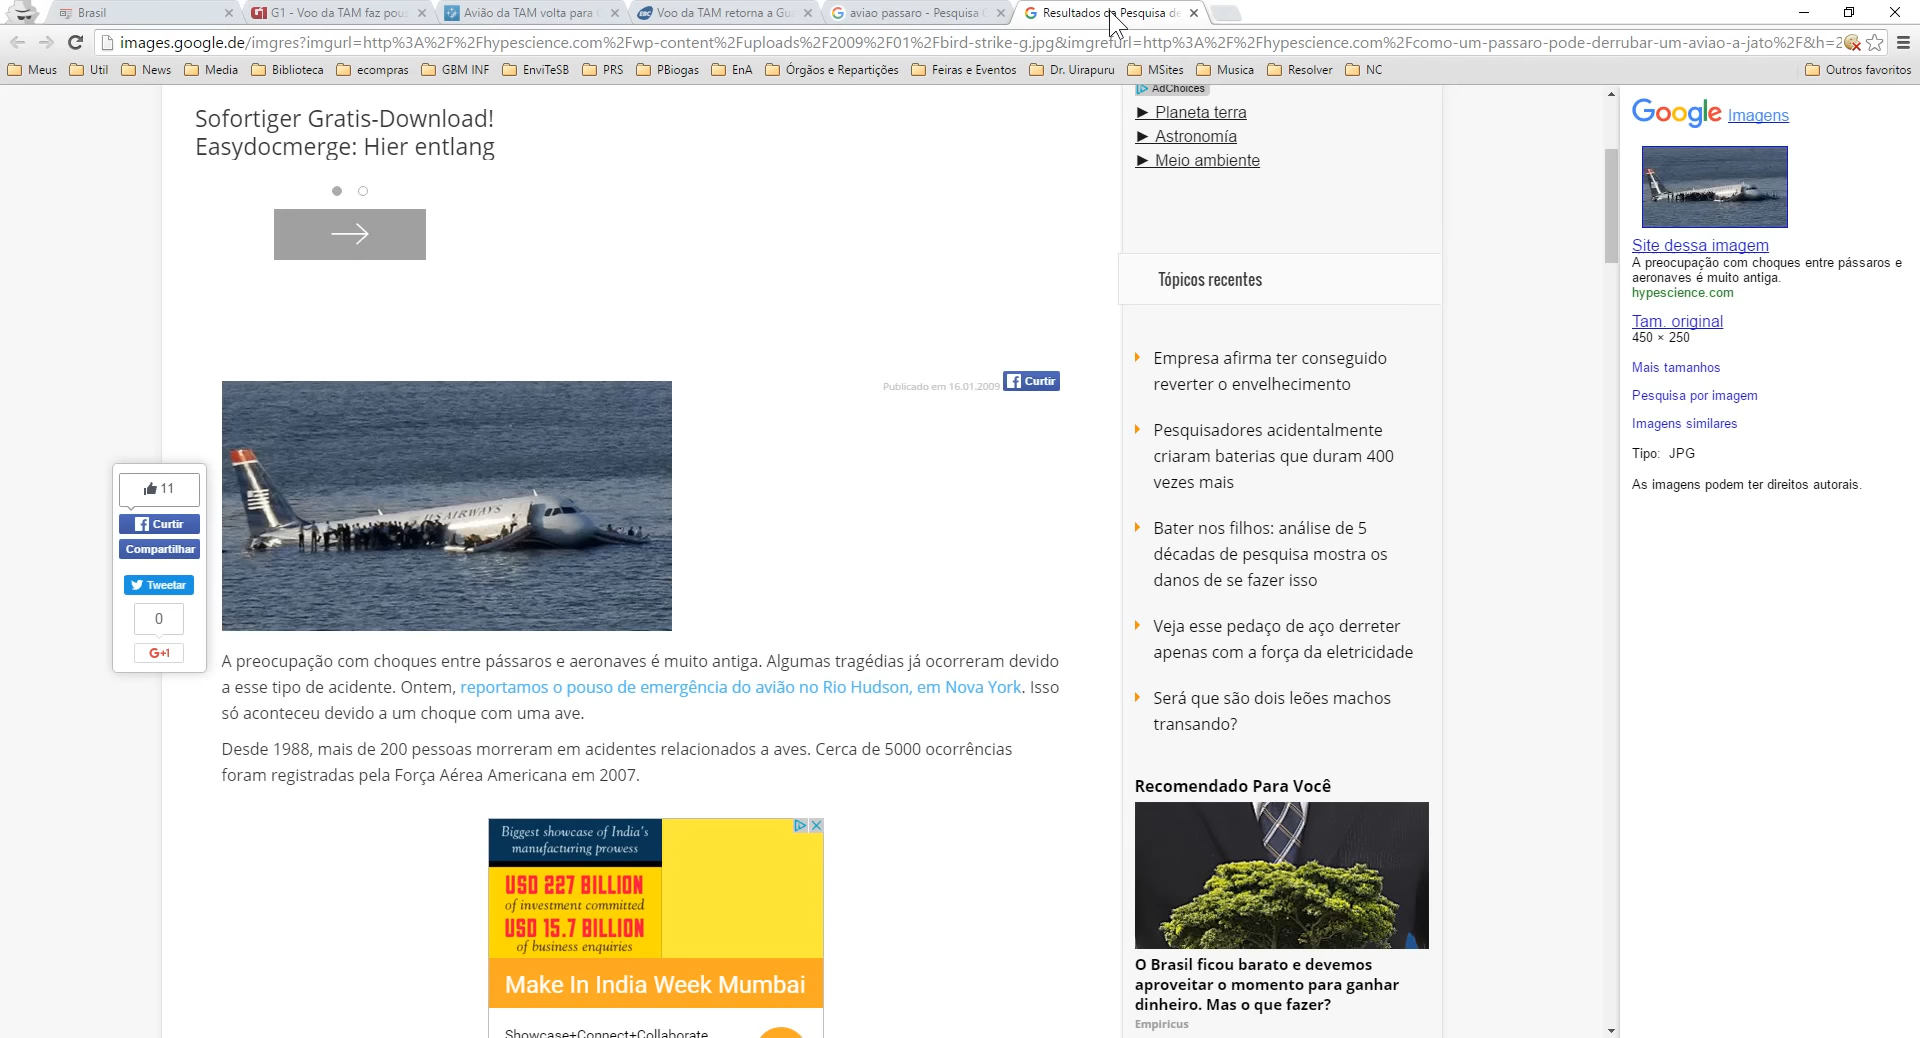 Brasil
G1 - Voo da TAM faz pous
Avião da TAM volta para
Voo da TAM retorna a Gua
aviao passaro - Pesquisa
Resultados da Pesquisa de
images.google.de/imgres?imgurl=http%3A%2F%2Fhypescience.com%2Fwp-content%2Fuploads%2F2009%2F01%2Fbird-strike-g.jpg&imgrefurl=http%3A%2F%2Fhypescience.com%2Fcomo-um-passaro-pode-derrubar-um-aviao-a-jato%2F&h=2
Meus
Util
News
Media
Biblioteca
ecompras
GBM INF
EnviTeSB
PRS
PBiogas
EnA
Órgãos e Repartições
Feiras e Eventos
Dr. Uirapuru
MSites
Musica
Resolver
NC
Outros favoritos
Sofortiger Gratis-Download!
Easydocmerge: Hier entlang
Publicado em 16.01.2009
Curtir
US AIRWAYS
11
Curtir
Compartilhar
Tweetar
0
G+1
A preocupação com choques entre pássaros e aeronaves é muito antiga. Algumas tragédias já ocorreram devido
a esse tipo de acidente. Ontem, reportamos o pouso de emergência do avião no Rio Hudson, em Nova York. Isso
só aconteceu devido a um choque com uma ave.
Desde 1988, mais de 200 pessoas morreram em acidentes relacionados a aves. Cerca de 5000 ocorrências
foram registradas pela Força Aérea Americana em 2007.
Biggest showcase of India's
manufacturing prowess
USD 227 BILLION
of investment committed
USD 15.7 BILLION
of business enquiries
Make In India Week Mumbai
Showcase+Connect+Collaborate
AdChoices
► Planeta terra
► Astronomía
► Meio ambiente
Tópicos recentes
Empresa afirma ter conseguido
reverter o envelhecimento
Pesquisadores acidentalmente
criaram baterias que duram 400
vezes mais
Bater nos filhos: análise de 5
décadas de pesquisa mostra os
danos de se fazer isso
Veja esse pedaço de aço derreter
apenas com a força da eletricidade
Será que são dois leões machos
transando?
Recomendado Para Você
O Brasil ficou barato e devemos
aproveitar o momento para ganhar
dinheiro. Mas o que fazer?
Empiricus
Google Imagens
Site dessa imagem
A preocupação com choques entre pássaros e
aeronaves é muito antiga.
hypescience.com
Tam. original
450 × 250
Mais tamanhos
Pesquisa por imagem
Imagens similares
Tipo: JPG
As imagens podem ter direitos autorais.